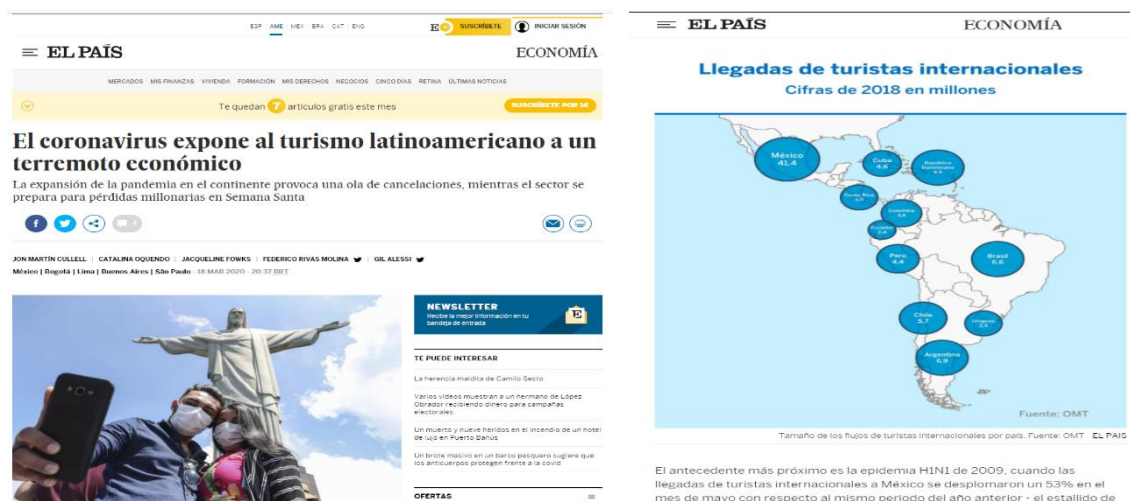 ESP AME MEX BRA CAT ENG
E SUSCRÍBETE INICIAR SESIÓN
EL PAÍS
ECONOMÍA
MERCADOS MIS FINANZAS VIVIENDA FORMACIÓN MIS DERECHOS NEGOCIOS CINCO DÍAS RETINA ÚLTIMAS NOTICIAS
Te quedan 7 artículos gratis este mes
SUSCRÍBETE POR 1€
El coronavirus expone al turismo latinoamericano a un
terremoto económico
La expansión de la pandemia en el continente provoca una ola de cancelaciones, mientras el sector se
prepara para pérdidas millonarias en Semana Santa
4
JON MARTÍN CULLELL | CATALINA OQUENDO | JACQUELINE FOWKS | FEDERICO RIVAS MOLINA | GIL ALESSI
México | Bogotá | Lima | Buenos Aires | São Paulo - 18 MAR 2020 - 20:37 BRT
NEWSLETTER
Recibe la mejor información en tu
bandeja de entrada
E
TE PUEDE INTERESAR
La herencia maldita de Camilo Sesto
Varios vídeos muestran a un hermano de López
Obrador recibiendo dinero para campañas
electorales
Un muerto y nueve heridos en el incendio de un hotel
de lujo en Puerto Banús
Un brote masivo en un barco pesquero sugiere que
los anticuerpos protegen frente a la covid
OFERTAS
EL PAÍS
ECONOMÍA
Llegadas de turistas internacionales
Cifras de 2018 en millones
México
41,4
Cuba
4,6
República
Dominicana
Costa Rica
Colombia
Ecuador
2,4
Perú
4,4
Brasil
6,6
Chile
5,7
Uruguay
Argentina
6,9
Fuente: OMT
Tamaño de los flujos de turistas internacionales por país. Fuente: OMT EL PAÍS
El antecedente más próximo es la epidemia H1N1 de 2009, cuando las
llegadas de turistas internacionales a México se desplomaron un 53% en el
mes de mayo con respecto al mismo periodo del año anterior - el estallido de